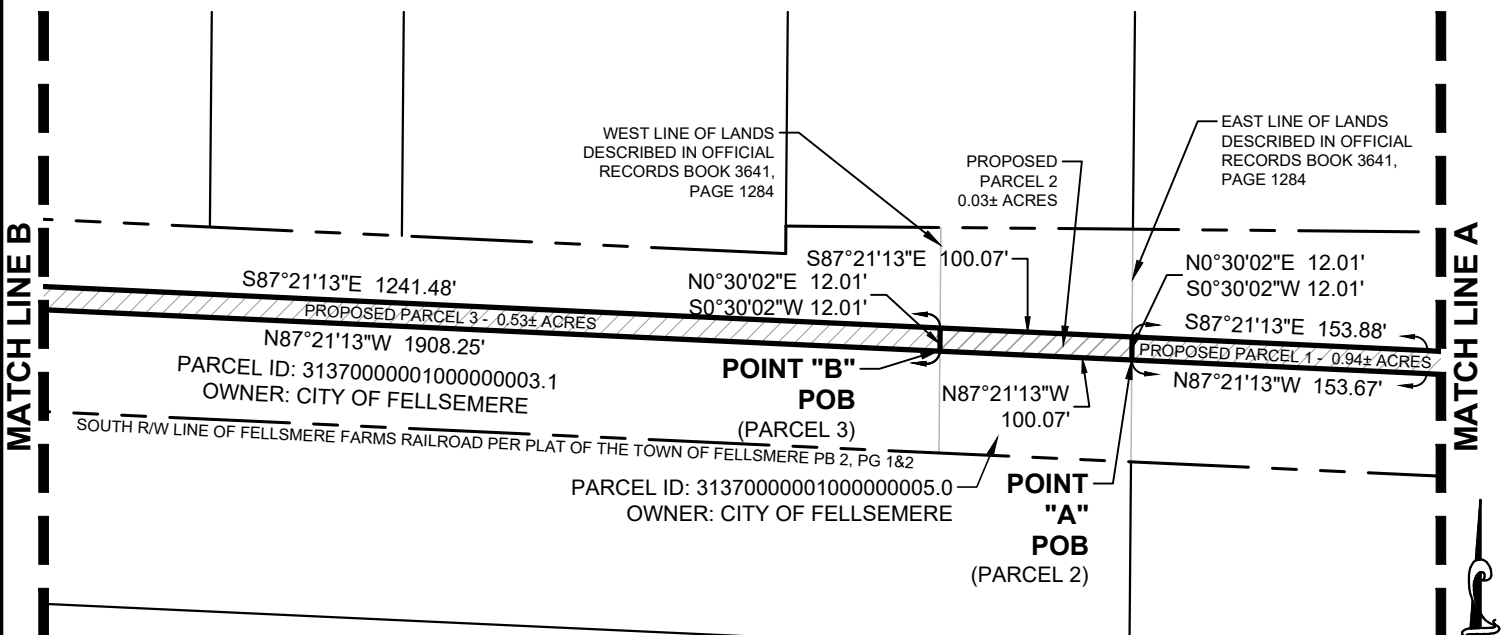 WEST LINE OF LANDS
DESCRIBED IN OFFICIAL
RECORDS BOOK 3641,
PAGE 1284
PROPOSED
PARCEL 2
0.03± ACRES
EAST LINE OF LANDS
DESCRIBED IN OFFICIAL
RECORDS BOOK 3641,
PAGE 1284
MATCH LINE B
MATCH LINE A
S87°21'13"E 1241.48'
PROPOSED PARCEL 3 - 0.53± ACRES
N87°21'13"W 1908.25'
PARCEL ID: 31370000001000000003.1
OWNER: CITY OF FELLSEMERE
SOUTH R/W LINE OF FELLSMERE FARMS RAILROAD PER PLAT OF THE TOWN OF FELLSMERE PB 2, PG 1&2
S87°21'13"E 100.07'
N0°30'02"E 12.01'
S0°30'02"W 12.01'
POINT "B"
POB
(PARCEL 3)
N87°21'13"W
100.07'
PARCEL ID: 31370000001000000005.0
OWNER: CITY OF FELLSEMERE
N0°30'02"E 12.01'
S0°30'02"W 12.01'
S87°21'13"E 153.88'
PROPOSED PARCEL 1 - 0.94± ACRES
N87°21'13"W 153.67'
POINT
"A"
POB
(PARCEL 2)